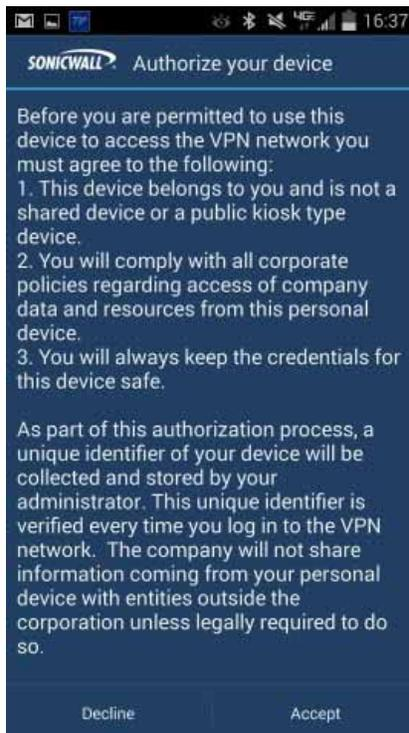 16:37
SONICWALL Authorize your device
Before you are permitted to use this
device to access the VPN network you
must agree to the following:
1. This device belongs to you and is not a
shared device or a public kiosk type
device.
2. You will comply with all corporate
policies regarding access of company
data and resources from this personal
device.
3. You will always keep the credentials for
this device safe.
As part of this authorization process, a
unique identifier of your device will be
collected and stored by your
administrator. This unique identifier is
verified every time you log in to the VPN
network.  The company will not share
information coming from your personal
device with entities outside the
corporation unless legally required to do
so.
Decline Accept